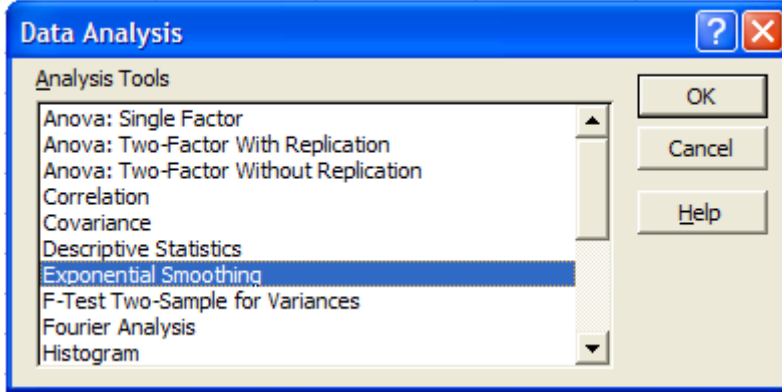 Data Analysis
Analysis Tools
Anova: Single Factor
Anova: Two-Factor With Replication
Anova: Two-Factor Without Replication
Correlation
Covariance
Descriptive Statistics
Exponential Smoothing
F-Test Two-Sample for Variances
Fourier Analysis
Histogram
OK
Cancel
Help